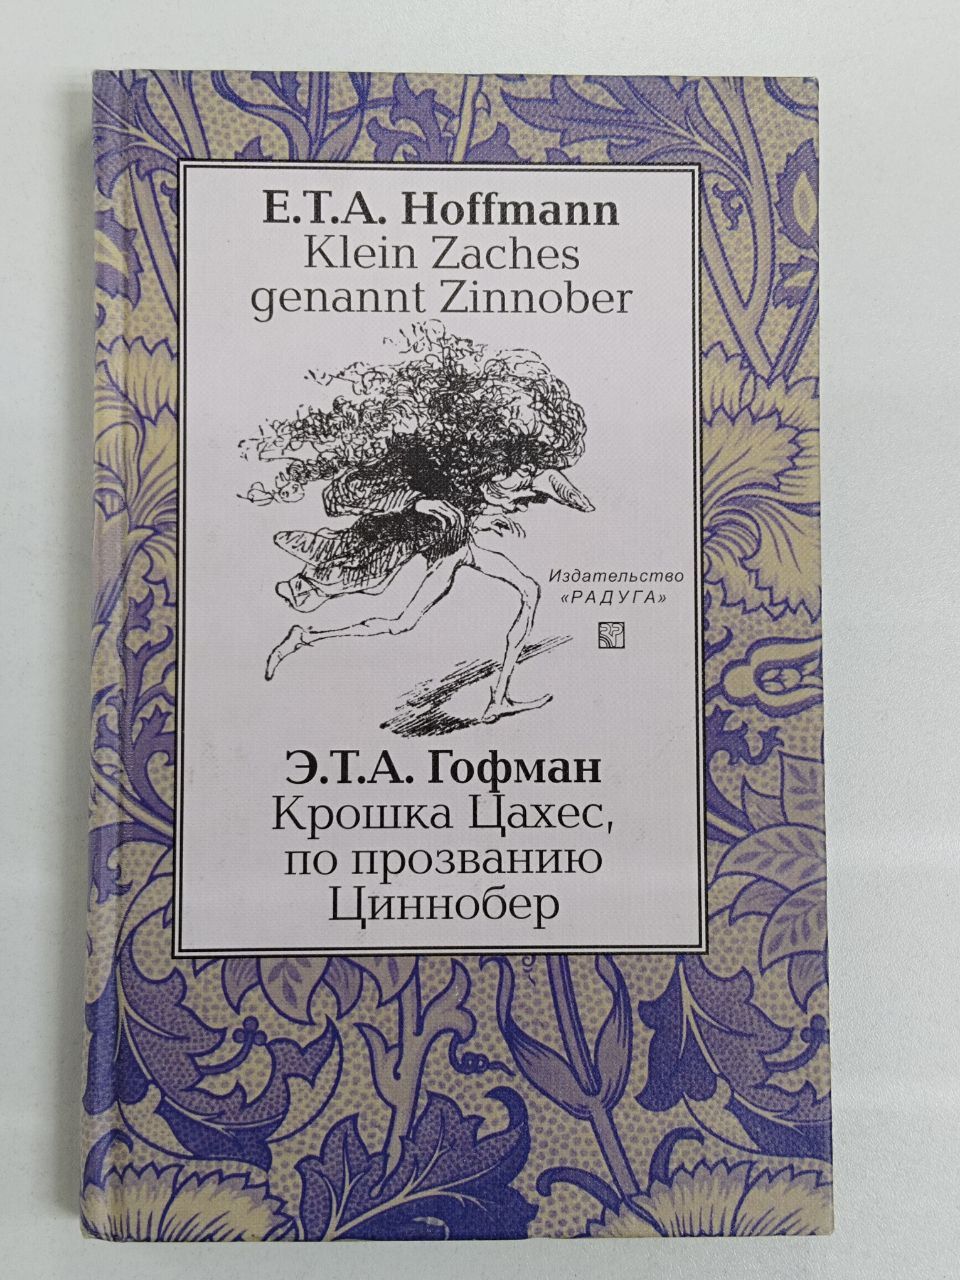 E.T.A. Hoffmann
Klein Zaches
genannt Zinnober
Издательство
«РАДУГА»
Э.Т.А. Гофман
Крошка Цахес,
по прозванию
Циннобер